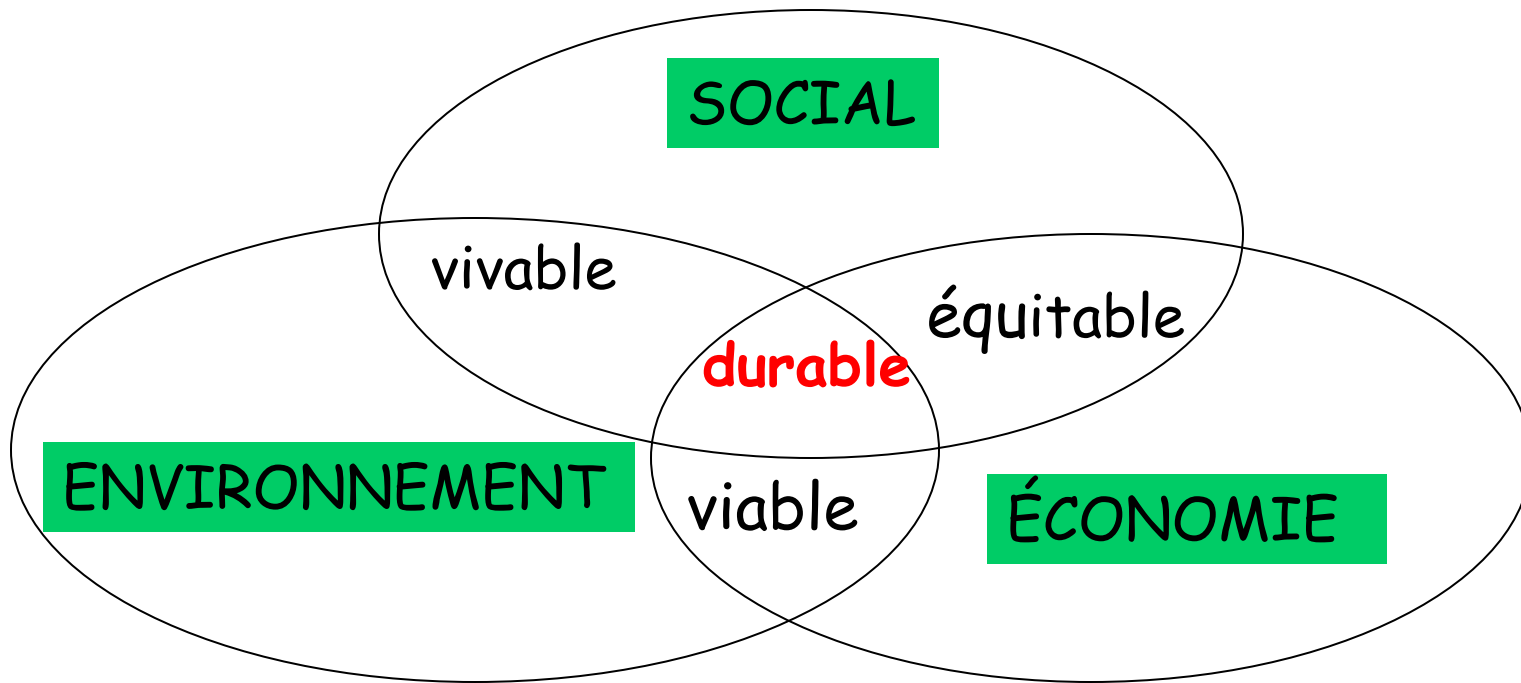 SOCIAL
vivable
équitable
durable
ENVIRONNEMENT
viable
ÉCONOMIE